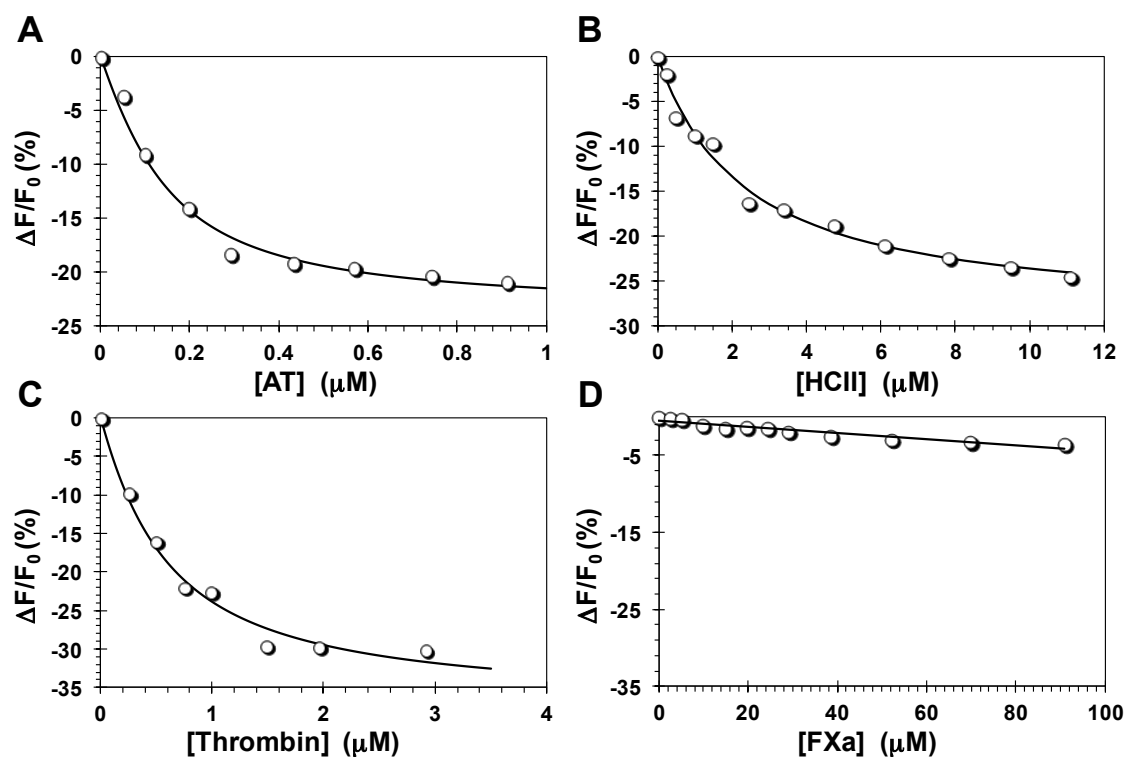 A
0
-5
-10
-15
-20
-25
ΔF/F0 (%)
0 0.2 0.4 0.6 0.8 1
[AT] (μM)
B
0
-5
-10
-15
-20
-25
-30
ΔF/F0 (%)
0 2 4 6 8 10 12
[HCII] (μM)
C
0
-5
-10
-15
-20
-25
-30
-35
ΔF/F0 (%)
0 1 2 3 4
[Thrombin] (μM)
D
-5
-15
-25
-35
ΔF/F0 (%)
0 20 40 60 80 100
[FXa] (μM)